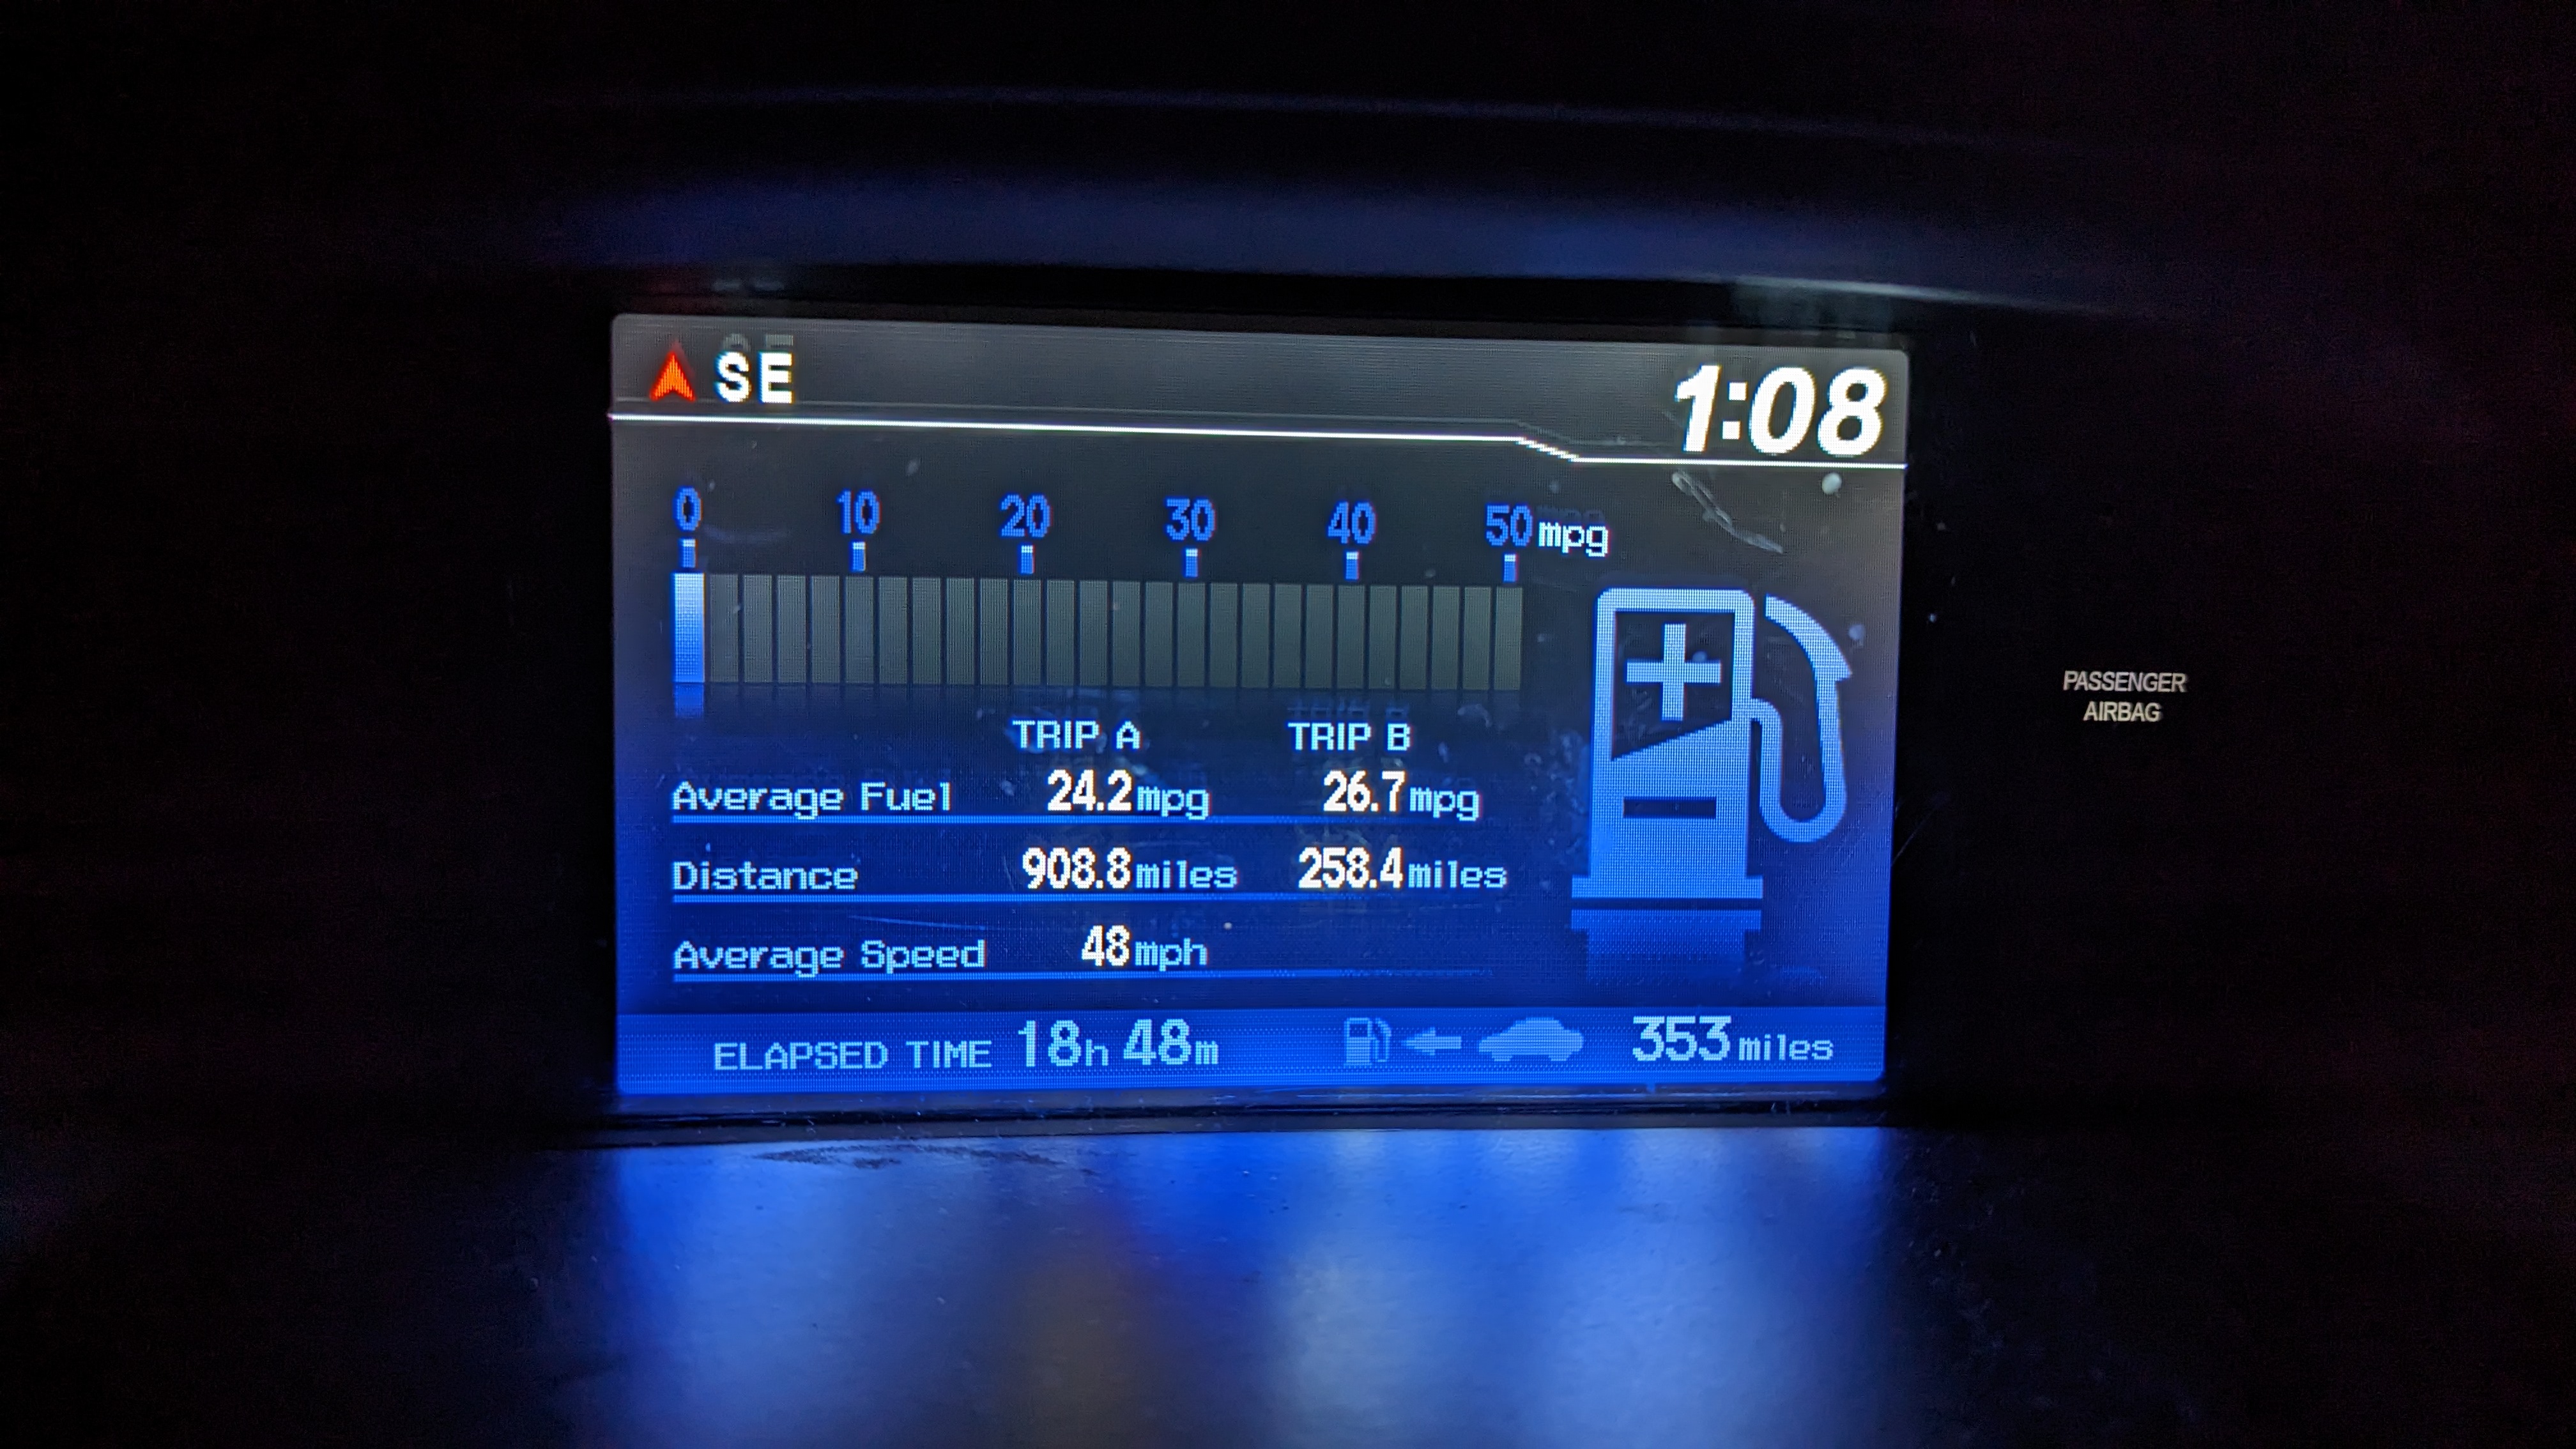 SE 1:08
0 10 20 30 40 50 mpg
TRIP A TRIP B
Average Fuel 24.2 mpg 26.7 mpg
Distance 908.8 miles 258.4 miles
Average Speed 48 mph
ELAPSED TIME 18h 48m 353 miles
PASSENGER
AIRBAG